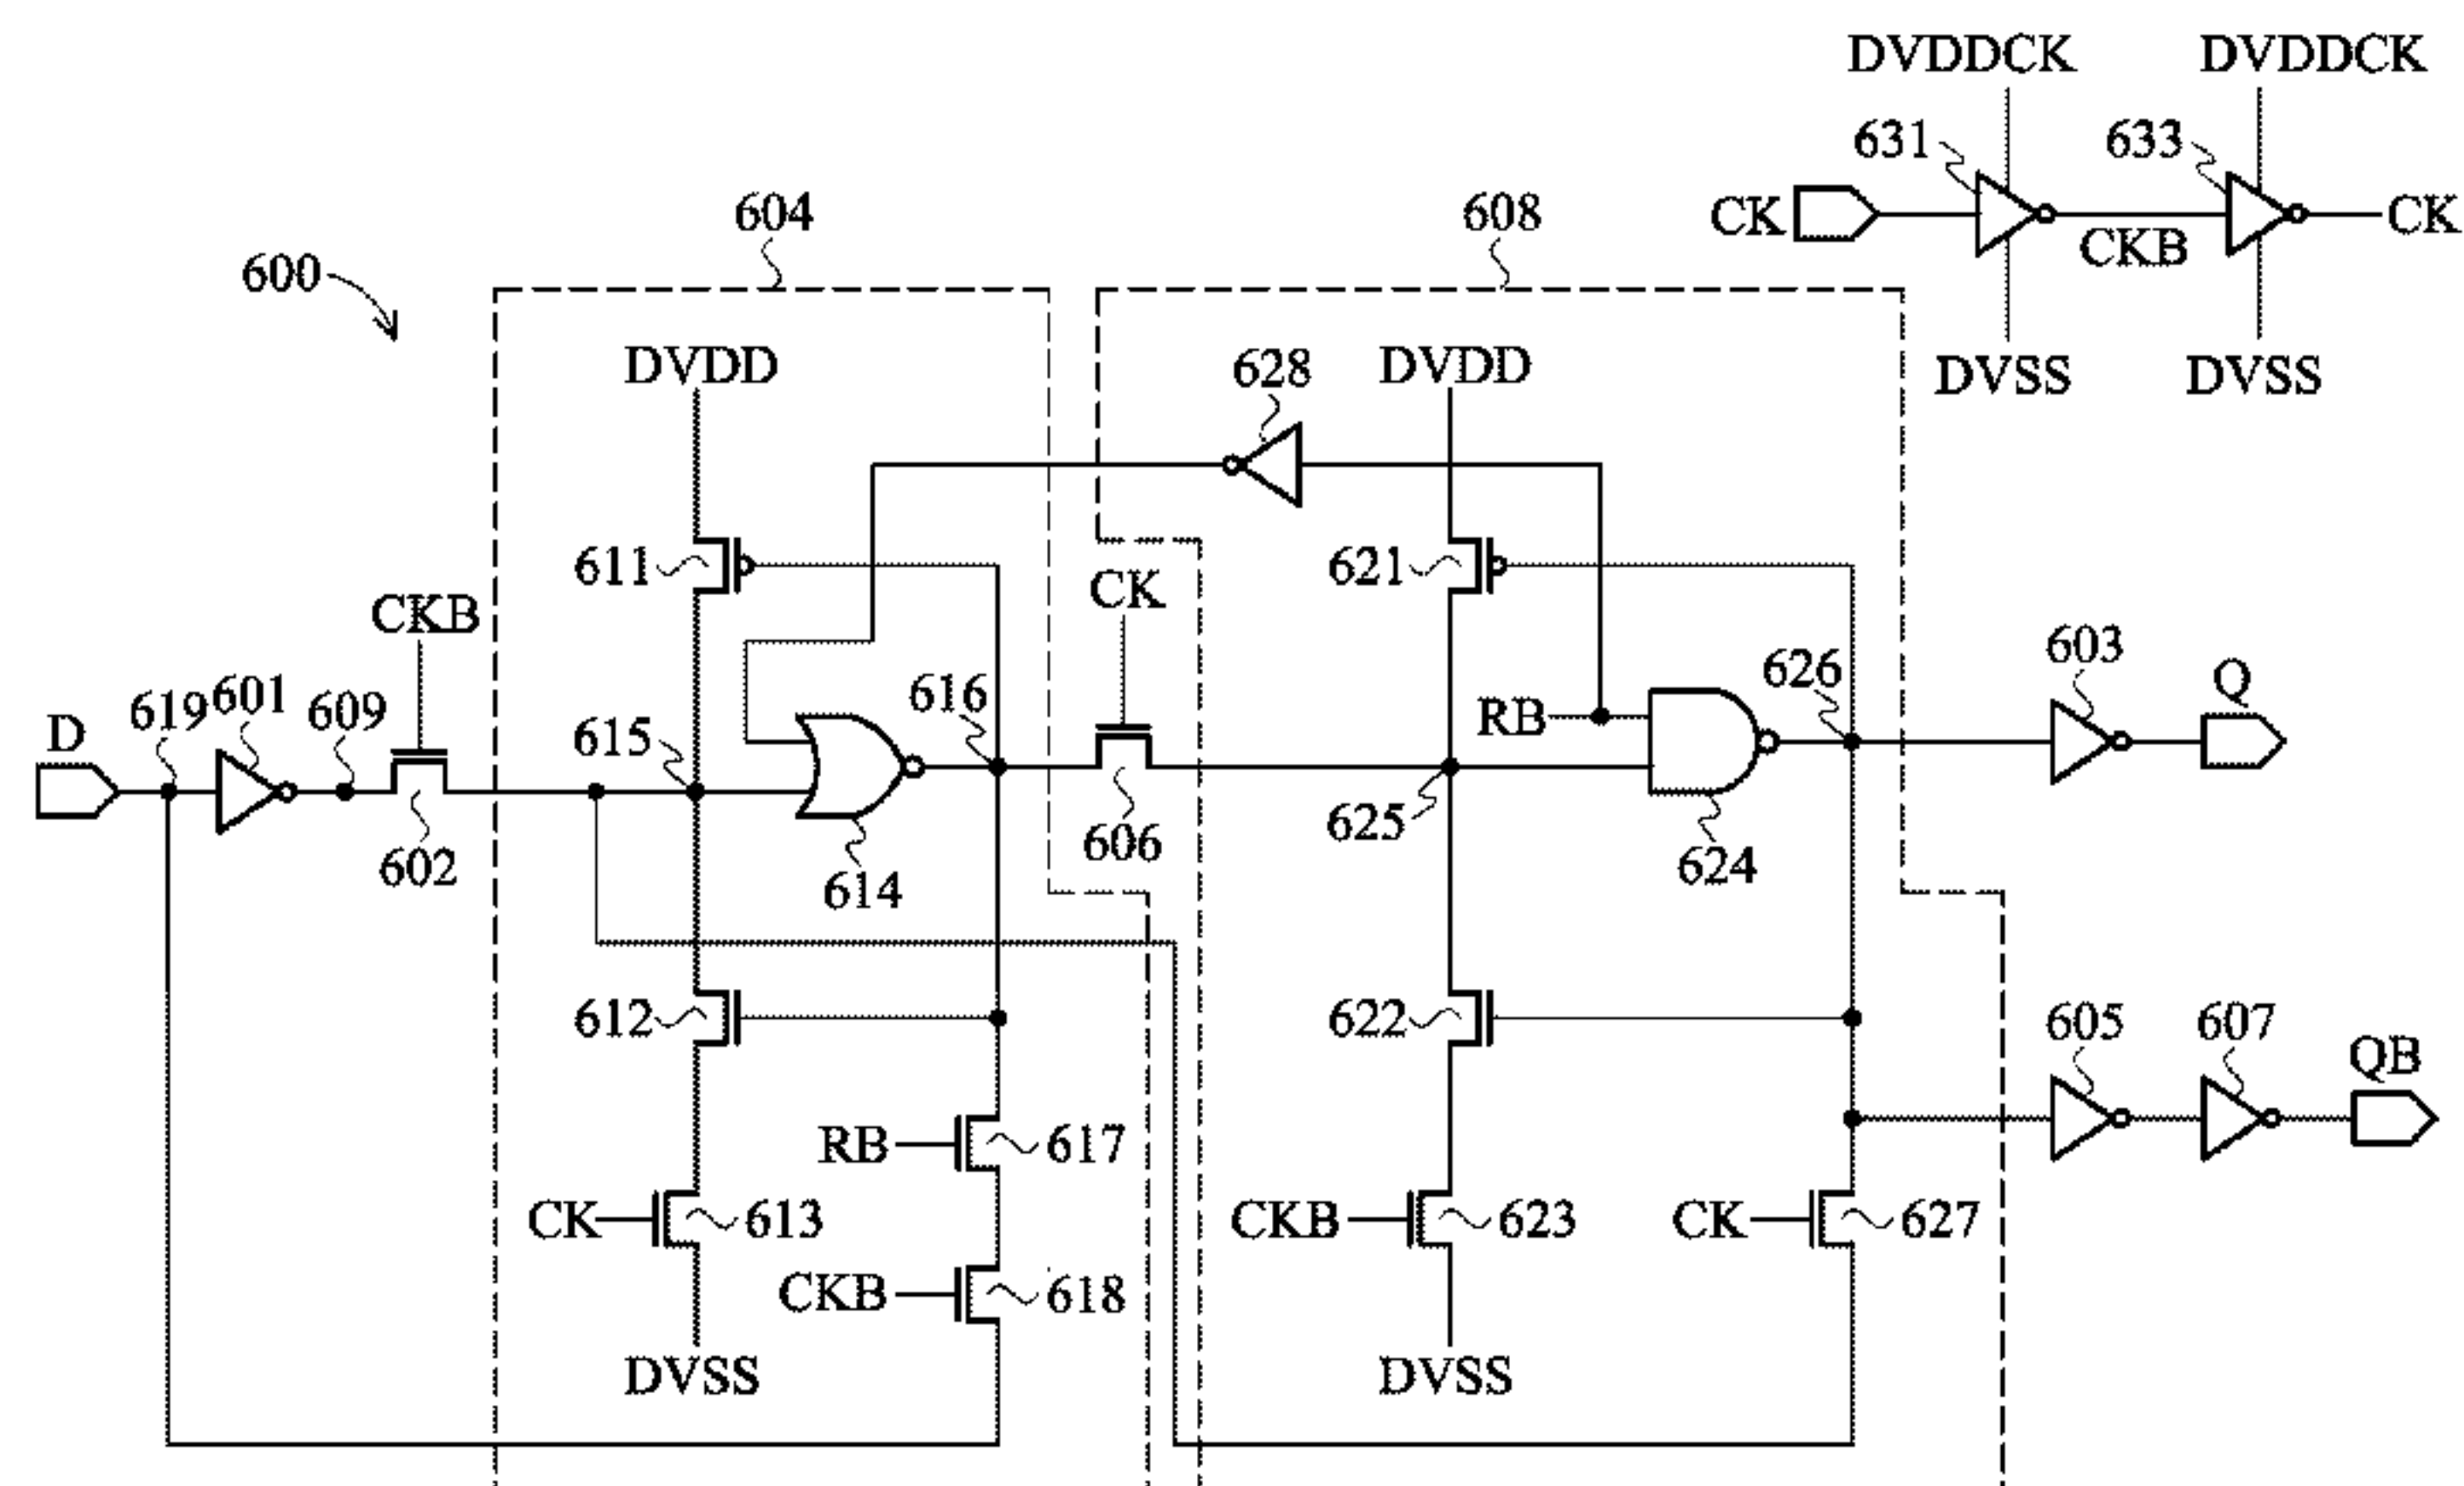 DVDDCK DVDDCK
631 633
CK CKB CK
DVSS DVSS
600
604 608
DVDD 628 DVDD
611 621
CKB CK
D 619 601 609 615 616 RB 626 603 Q
602 614 606 625 624
612 622 605 607 QB
RB 617
CK 613 CKB 623 CK 627
CKB 618
DVSS DVSS